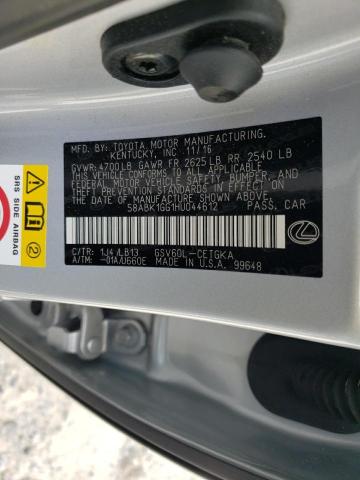 MFD. BY: TOYOTA MOTOR MANUFACTURING.
KENTUCKY, INC. 11/16
GVWR: 4700 LB GAWR FR 2625 LB RR 2540 LB
THIS VEHICLE CONFORMS TO ALL APPLICABLE
FEDERAL MOTOR VEHICLE SAFETY, BUMPER, AND
THEFT PREVENTION STANDARDS IN EFFECT ON THE
DATE OF MANUFACTURE SHOWN ABOVE.
58ABK1GG1HU044612 PASS. CAR
C/TR: 1J4 /LB13 GSV60L-CETGKA
A/TM: -01A/U660E MADE IN U.S.A. 99648
SRS SIDE AIRBAG
2